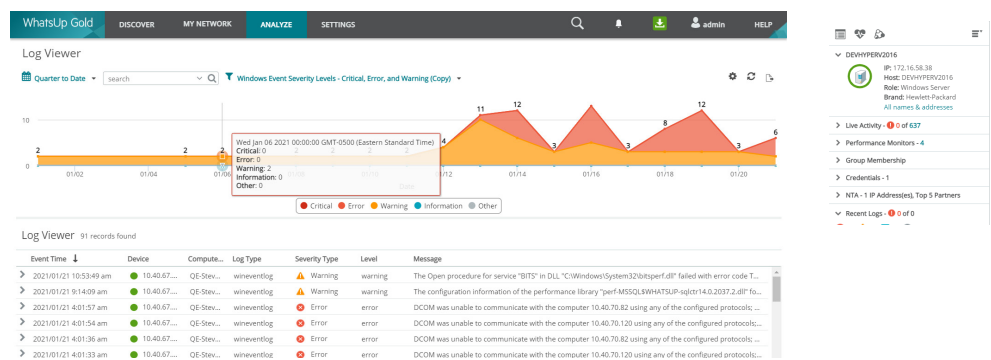 WhatsUp Gold DISCOVER MY NETWORK ANALYZE SETTINGS admin HELP
Log Viewer
Quarter to Date search Windows Event Severity Levels - Critical, Error, and Warning (Copy)
11 12 12
10
8
6
4
2 2 2 3 3 3
0
Wed Jan 06 2021 00:00:00 GMT-0500 (Eastern Standard Time)
Critical: 0
Error: 0
Warning: 2
Information: 0
Other: 0
01/02 01/04 01/06 01/12 01/14 01/16 01/18 01/20
Critical Error Warning Information Other
Log Viewer 91 records found
Event Time Device Compute... Log Type Severity Type Level Message
2021/01/21 10:53:49 am 10.40.67.... QE-Stev... wineventlog Warning warning The Open procedure for service "BITS" in DLL "C:\Windows\System32\bitsperf.dll" failed with error code T...
2021/01/21 9:14:09 am 10.40.67.... QE-Stev... wineventlog Warning warning The configuration information of the performance library "perf-MSSQL$WHATSUP-sqlctr14.0.2037.2.dll" fo...
2021/01/21 4:01:57 am 10.40.67.... QE-Stev... wineventlog Error error DCOM was unable to communicate with the computer 10.40.70.82 using any of the configured protocols; ...
2021/01/21 4:01:54 am 10.40.67.... QE-Stev... wineventlog Error error DCOM was unable to communicate with the computer 10.40.70.120 using any of the configured protocols;...
2021/01/21 4:01:36 am 10.40.67.... QE-Stev... wineventlog Error error DCOM was unable to communicate with the computer 10.40.70.82 using any of the configured protocols; ...
2021/01/21 4:01:33 am 10.40.67.... QE-Stev... wineventlog Error error DCOM was unable to communicate with the computer 10.40.70.120 using any of the configured protocols;...
DEVHYPERV2016
IP: 172.16.58.38
Host: DEVHYPERV2016
Role: Windows Server
Brand: Hewlett-Packard
All names & addresses
Live Activity - 0 of 637
Performance Monitors - 4
Group Membership
Credentials - 1
NTA - 1 IP Address(es), Top 5 Partners
Recent Logs - 0 of 0